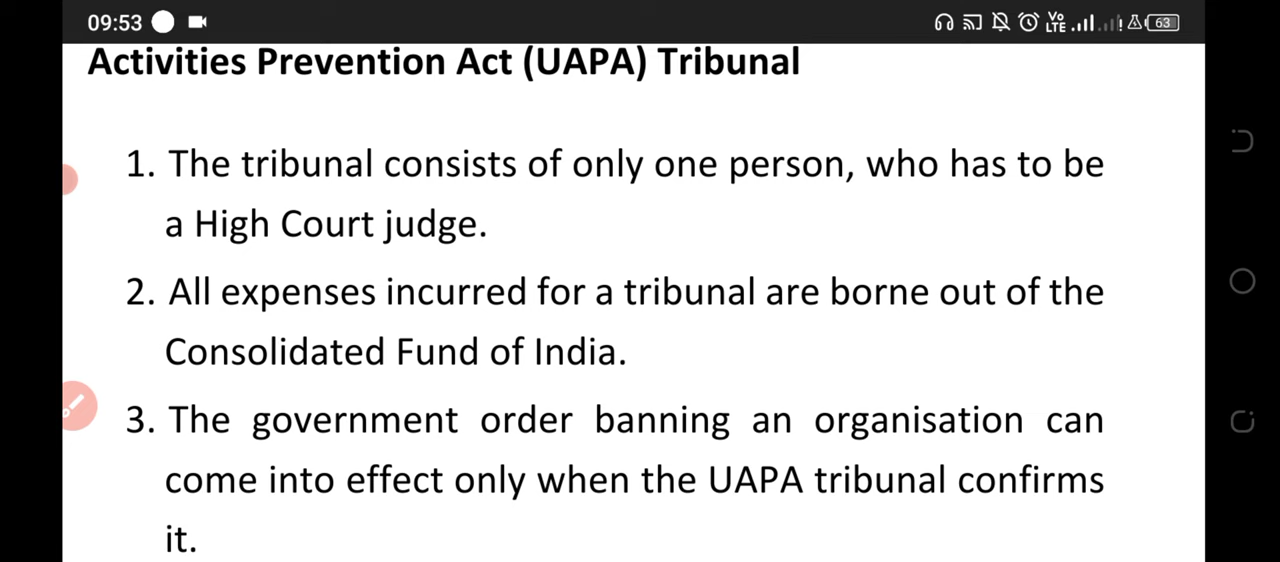 09:53 Vo LTE 63
Activities Prevention Act (UAPA) Tribunal
1. The tribunal consists of only one person, who has to be
a High Court judge.
2. All expenses incurred for a tribunal are borne out of the
Consolidated Fund of India.
3. The government order banning an organisation can
come into effect only when the UAPA tribunal confirms
it.